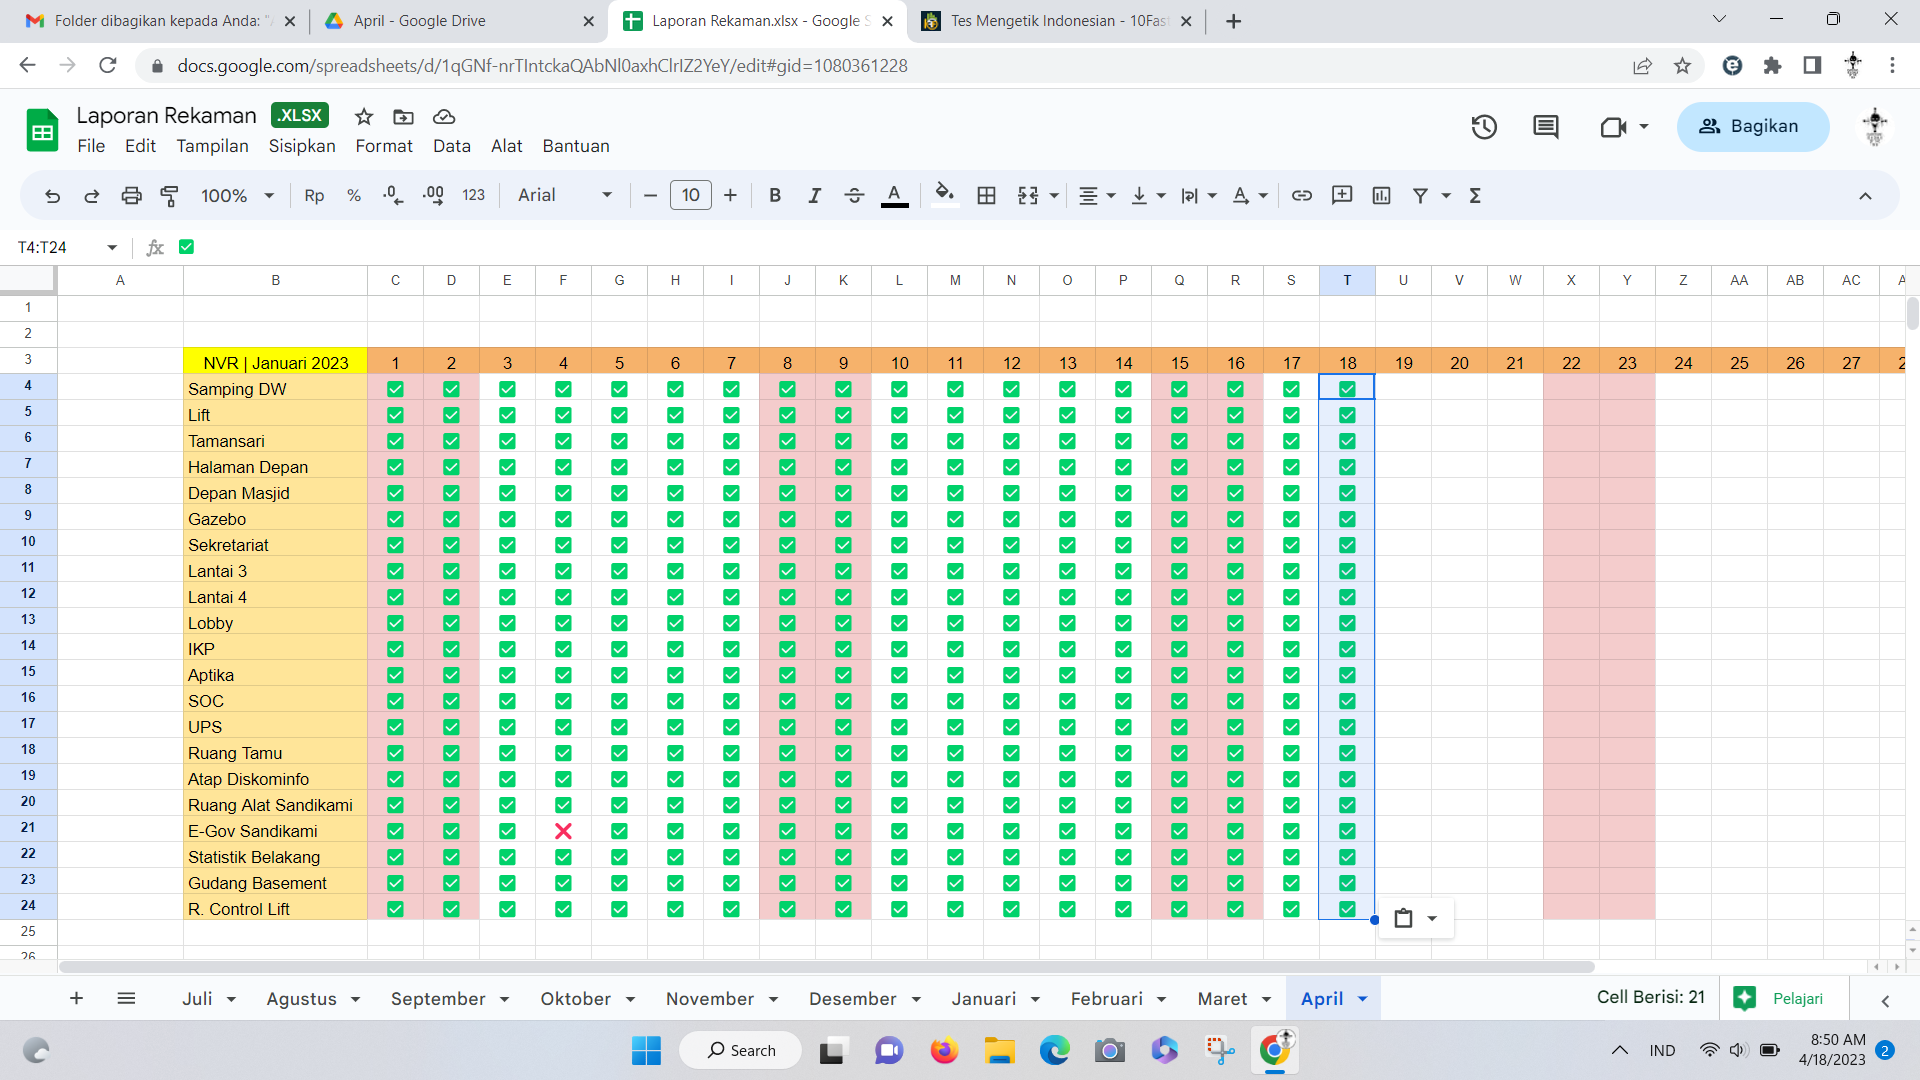 Folder dibagikan kepada Anda: "A
April - Google Drive
Laporan Rekaman.xlsx - Google S
Tes Mengetik Indonesian - 10Fas
docs.google.com/spreadsheets/d/1qGNf-nrTIntckaQAbNl0axhClrIZ2YeY/edit#gid=1080361228
Laporan Rekaman .XLSX
File Edit Tampilan Sisipkan Format Data Alat Bantuan
Bagikan
100% Rp % .0 .00 123 Arial 10 B I S A Σ
T4:T24 fx ✅
A B C D E F G H I J K L M N O P Q R S T U V W X Y Z AA AB AC A
1
2
3 NVR | Januari 2023 1 2 3 4 5 6 7 8 9 10 11 12 13 14 15 16 17 18 19 20 21 22 23 24 25 26 27 2
4 Samping DW ✅ ✅ ✅ ✅ ✅ ✅ ✅ ✅ ✅ ✅ ✅ ✅ ✅ ✅ ✅ ✅ ✅ ✅
5 Lift ✅ ✅ ✅ ✅ ✅ ✅ ✅ ✅ ✅ ✅ ✅ ✅ ✅ ✅ ✅ ✅ ✅ ✅
6 Tamansari ✅ ✅ ✅ ✅ ✅ ✅ ✅ ✅ ✅ ✅ ✅ ✅ ✅ ✅ ✅ ✅ ✅ ✅
7 Halaman Depan ✅ ✅ ✅ ✅ ✅ ✅ ✅ ✅ ✅ ✅ ✅ ✅ ✅ ✅ ✅ ✅ ✅ ✅
8 Depan Masjid ✅ ✅ ✅ ✅ ✅ ✅ ✅ ✅ ✅ ✅ ✅ ✅ ✅ ✅ ✅ ✅ ✅ ✅
9 Gazebo ✅ ✅ ✅ ✅ ✅ ✅ ✅ ✅ ✅ ✅ ✅ ✅ ✅ ✅ ✅ ✅ ✅ ✅
10 Sekretariat ✅ ✅ ✅ ✅ ✅ ✅ ✅ ✅ ✅ ✅ ✅ ✅ ✅ ✅ ✅ ✅ ✅ ✅
11 Lantai 3 ✅ ✅ ✅ ✅ ✅ ✅ ✅ ✅ ✅ ✅ ✅ ✅ ✅ ✅ ✅ ✅ ✅ ✅
12 Lantai 4 ✅ ✅ ✅ ✅ ✅ ✅ ✅ ✅ ✅ ✅ ✅ ✅ ✅ ✅ ✅ ✅ ✅ ✅
13 Lobby ✅ ✅ ✅ ✅ ✅ ✅ ✅ ✅ ✅ ✅ ✅ ✅ ✅ ✅ ✅ ✅ ✅ ✅
14 IKP ✅ ✅ ✅ ✅ ✅ ✅ ✅ ✅ ✅ ✅ ✅ ✅ ✅ ✅ ✅ ✅ ✅ ✅
15 Aptika ✅ ✅ ✅ ✅ ✅ ✅ ✅ ✅ ✅ ✅ ✅ ✅ ✅ ✅ ✅ ✅ ✅ ✅
16 SOC ✅ ✅ ✅ ✅ ✅ ✅ ✅ ✅ ✅ ✅ ✅ ✅ ✅ ✅ ✅ ✅ ✅ ✅
17 UPS ✅ ✅ ✅ ✅ ✅ ✅ ✅ ✅ ✅ ✅ ✅ ✅ ✅ ✅ ✅ ✅ ✅ ✅
18 Ruang Tamu ✅ ✅ ✅ ✅ ✅ ✅ ✅ ✅ ✅ ✅ ✅ ✅ ✅ ✅ ✅ ✅ ✅ ✅
19 Atap Diskominfo ✅ ✅ ✅ ✅ ✅ ✅ ✅ ✅ ✅ ✅ ✅ ✅ ✅ ✅ ✅ ✅ ✅ ✅
20 Ruang Alat Sandikami ✅ ✅ ✅ ✅ ✅ ✅ ✅ ✅ ✅ ✅ ✅ ✅ ✅ ✅ ✅ ✅ ✅ ✅
21 E-Gov Sandikami ✅ ✅ ✅ ❌ ✅ ✅ ✅ ✅ ✅ ✅ ✅ ✅ ✅ ✅ ✅ ✅ ✅ ✅
22 Statistik Belakang ✅ ✅ ✅ ✅ ✅ ✅ ✅ ✅ ✅ ✅ ✅ ✅ ✅ ✅ ✅ ✅ ✅ ✅
23 Gudang Basement ✅ ✅ ✅ ✅ ✅ ✅ ✅ ✅ ✅ ✅ ✅ ✅ ✅ ✅ ✅ ✅ ✅ ✅
24 R. Control Lift ✅ ✅ ✅ ✅ ✅ ✅ ✅ ✅ ✅ ✅ ✅ ✅ ✅ ✅ ✅ ✅ ✅ ✅
25
26
Juli Agustus September Oktober November Desember Januari Februari Maret April Cell Berisi: 21 Pelajari
Search
IND
8:50 AM
4/18/2023
2